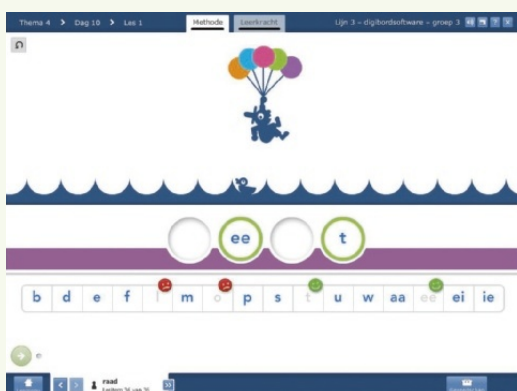 Thema 4 > Dag 10 > Les 1 Methode Leerkracht Lijn 3 – digibordsoftware – groep 3 ? x
ee t
b d e f l m o p s t u w aa ee ei ie
raad